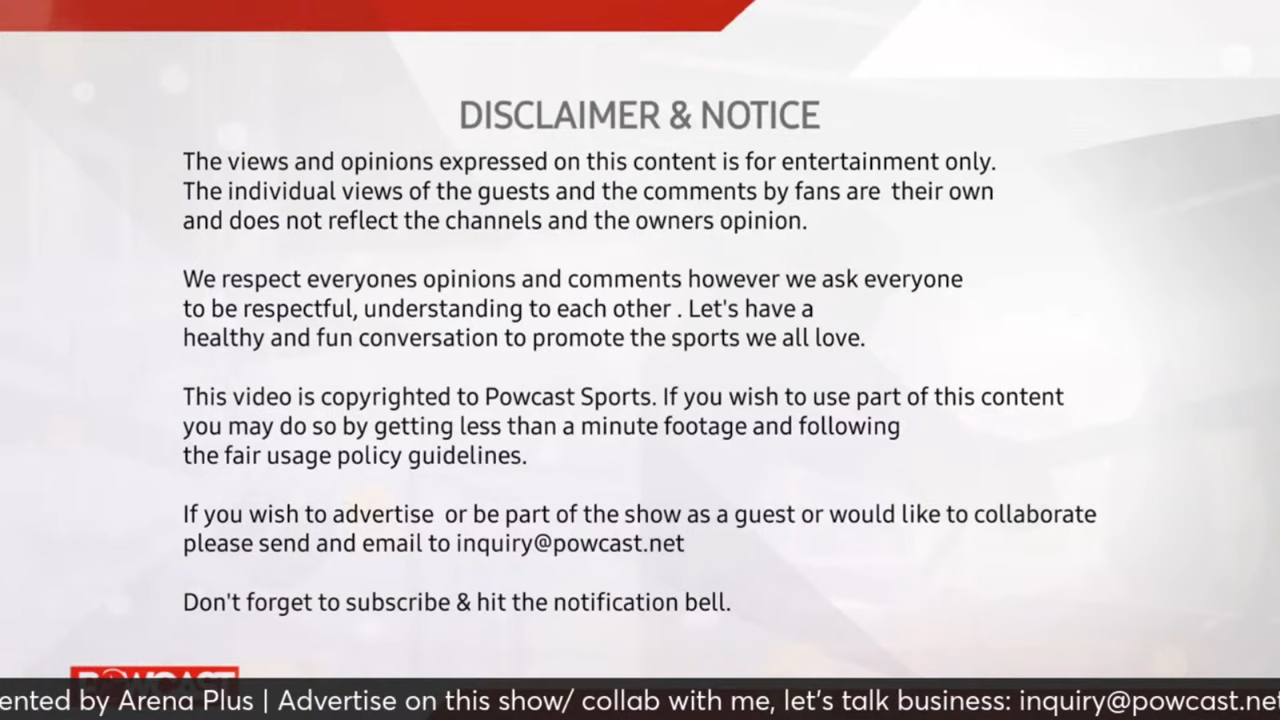 DISCLAIMER & NOTICE
The views and opinions expressed on this content is for entertainment only.
The individual views of the guests and the comments by fans are their own
and does not reflect the channels and the owners opinion.
We respect everyones opinions and comments however we ask everyone
to be respectful, understanding to each other . Let's have a
healthy and fun conversation to promote the sports we all love.
This video is copyrighted to Powcast Sports. If you wish to use part of this content
you may do so by getting less than a minute footage and following
the fair usage policy guidelines.
If you wish to advertise or be part of the show as a guest or would like to collaborate
please send and email to inquiry@powcast.net
Don't forget to subscribe & hit the notification bell.
POWCAST
ented by Arena Plus | Advertise on this show/ collab with me, let’s talk business: inquiry@powcast.net